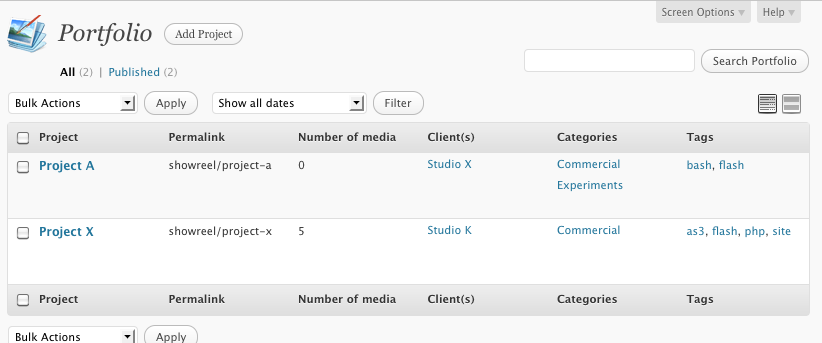 Screen Options ▼ Help ▼
Portfolio Add Project
All (2) | Published (2)
Search Portfolio
Bulk Actions Apply Show all dates Filter
Project Permalink Number of media Client(s) Categories Tags
Project A showreel/project-a 0 Studio X Commercial bash, flash
Experiments
Project X showreel/project-x 5 Studio K Commercial as3, flash, php, site
Project Permalink Number of media Client(s) Categories Tags
Bulk Actions Apply